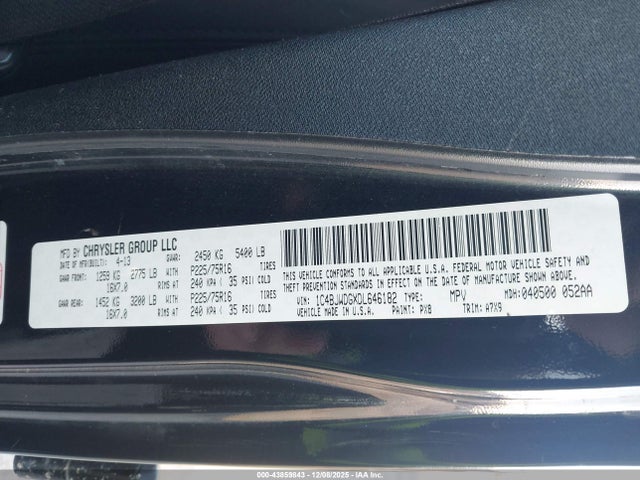 MFD BY CHRYSLER GROUP LLC
DATE OF MFR(BUILT): 4-13 GVWR: 2450 KG 5400 LB
GAWR FRONT: 1259 KG 2775 LB WITH P225/75R16 TIRES
16X7.0 RIMS AT 240 KPA ( 35 PSI) COLD
GAWR REAR: 1452 KG 3200 LB WITH P225/75R16 TIRES
16X7.0 RIMS AT 240 KPA ( 35 PSI) COLD
THIS VEHICLE CONFORMS TO ALL APPLICABLE U.S.A. FEDERAL MOTOR VEHICLE SAFETY AND
THEFT PREVENTION STANDARDS IN EFFECT ON THE DATE OF MANUFACTURE SHOWN ABOVE.
VIN: 1C4BJWDGXDL646182 TYPE: MPV MDH: 040500 052AA
VEHICLE MADE IN U.S.A. PAINT: PX8 TRIM: A7X9
000-43859843 - 12/08/2025 - IAA Inc.